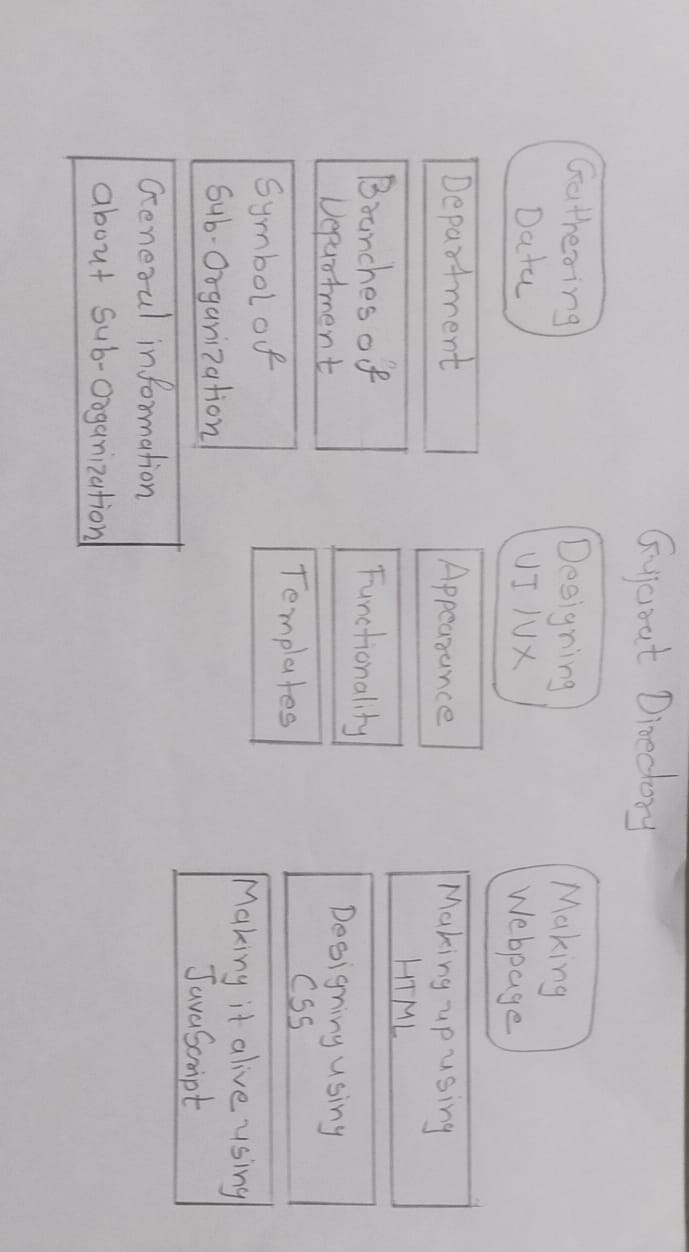 Gujarat Directory
Gathering
Data
Department
Branches of
Department
Symbol of
Sub-Organization
General information
about Sub-Organization
Designing
UI/UX
Appearance
Functionality
Templates
Making
Webpage
Making up using
HTML
Designing using
CSS
Making it alive using
JavaScript